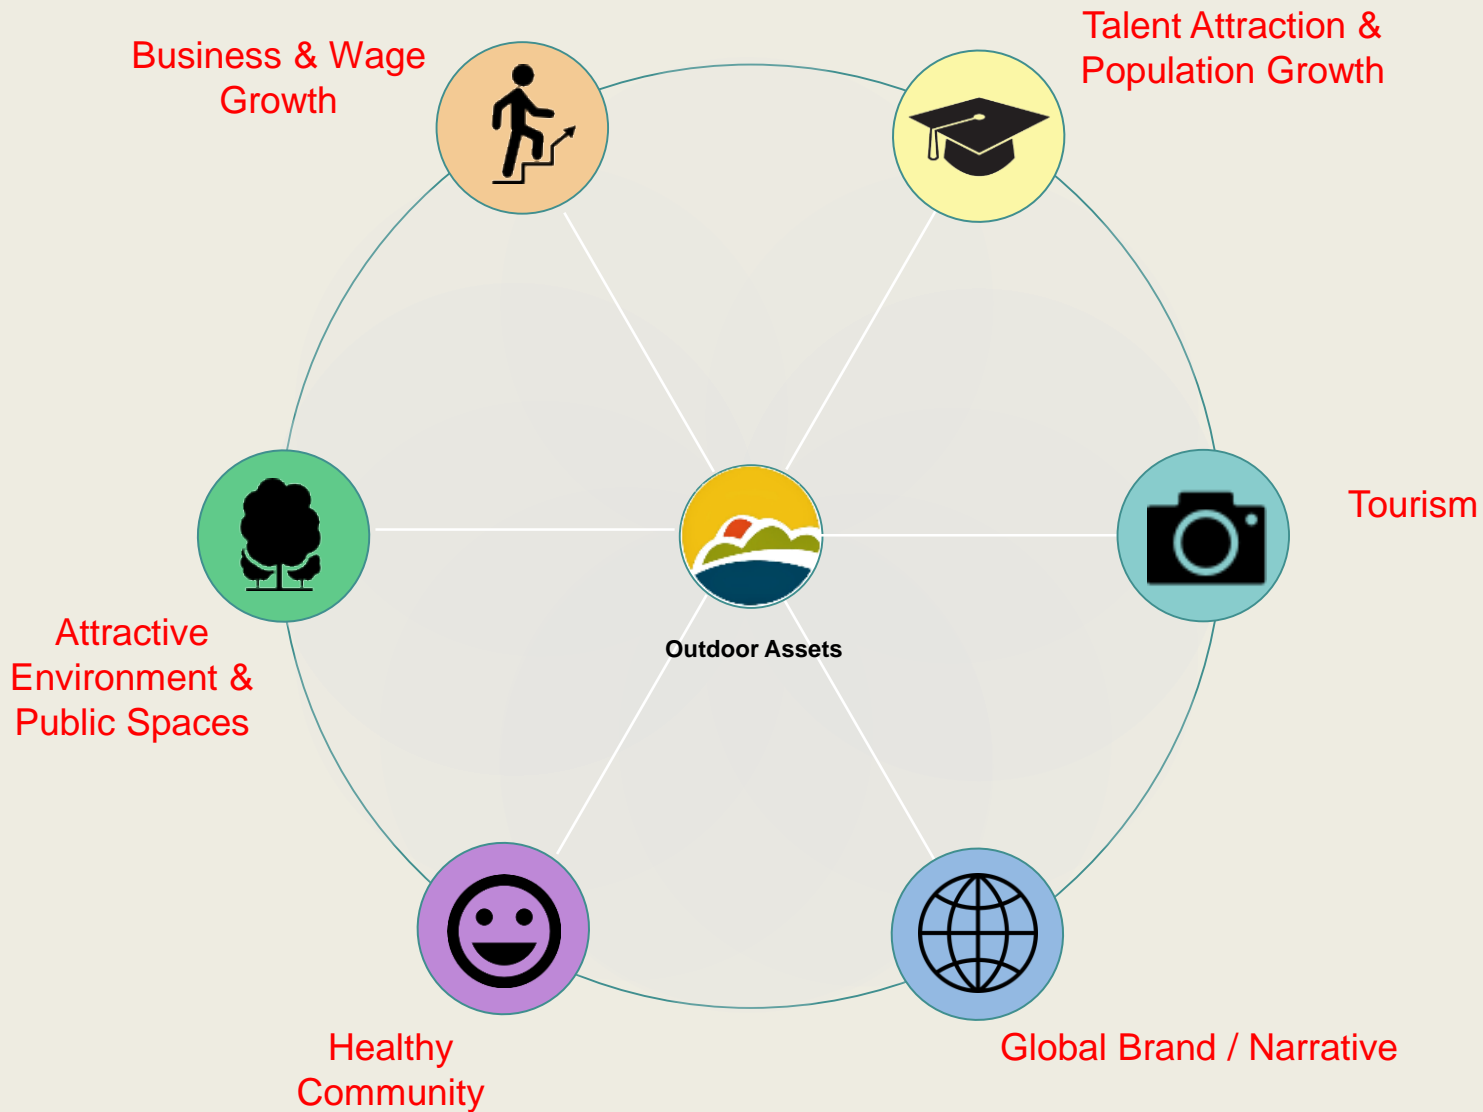 Business & Wage
Growth
Talent Attraction &
Population Growth
Tourism
Attractive
Environment &
Public Spaces
Outdoor Assets
Healthy
Community
Global Brand / Narrative